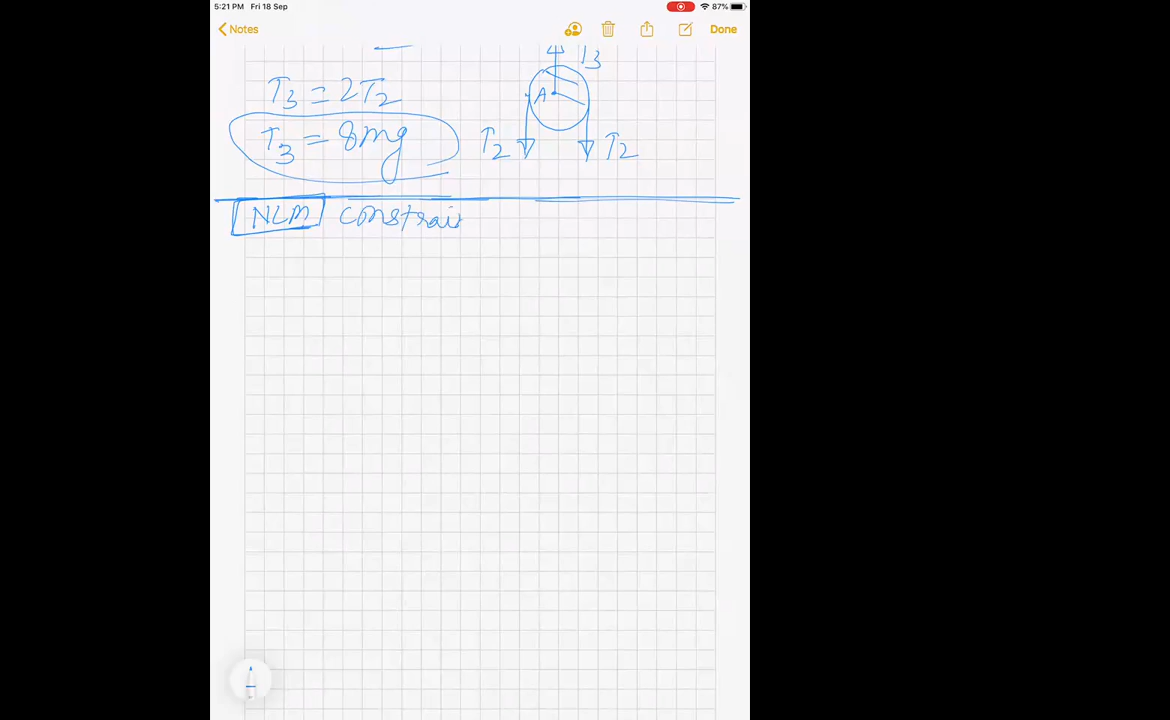 5:21 PM Fri 18 Sep 87%
Notes Done
T3
T3 = 2T2
A
T3 = 8mg
T2 T2
NLM constrai